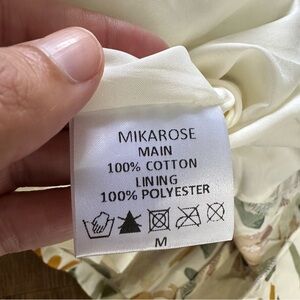 MIKAROSE
MAIN
100% COTTON
LINING
100% POLYESTER
M